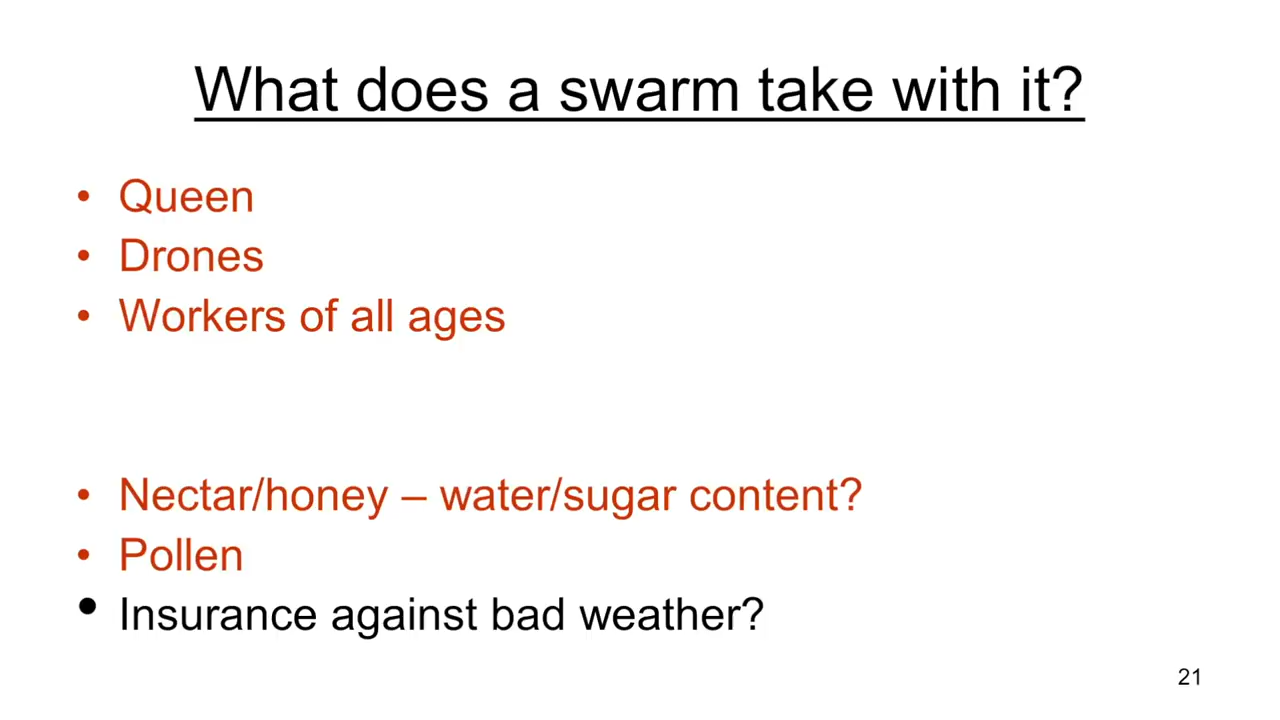 What does a swarm take with it?
• Queen
• Drones
• Workers of all ages
• Nectar/honey – water/sugar content?
• Pollen
• Insurance against bad weather?
21